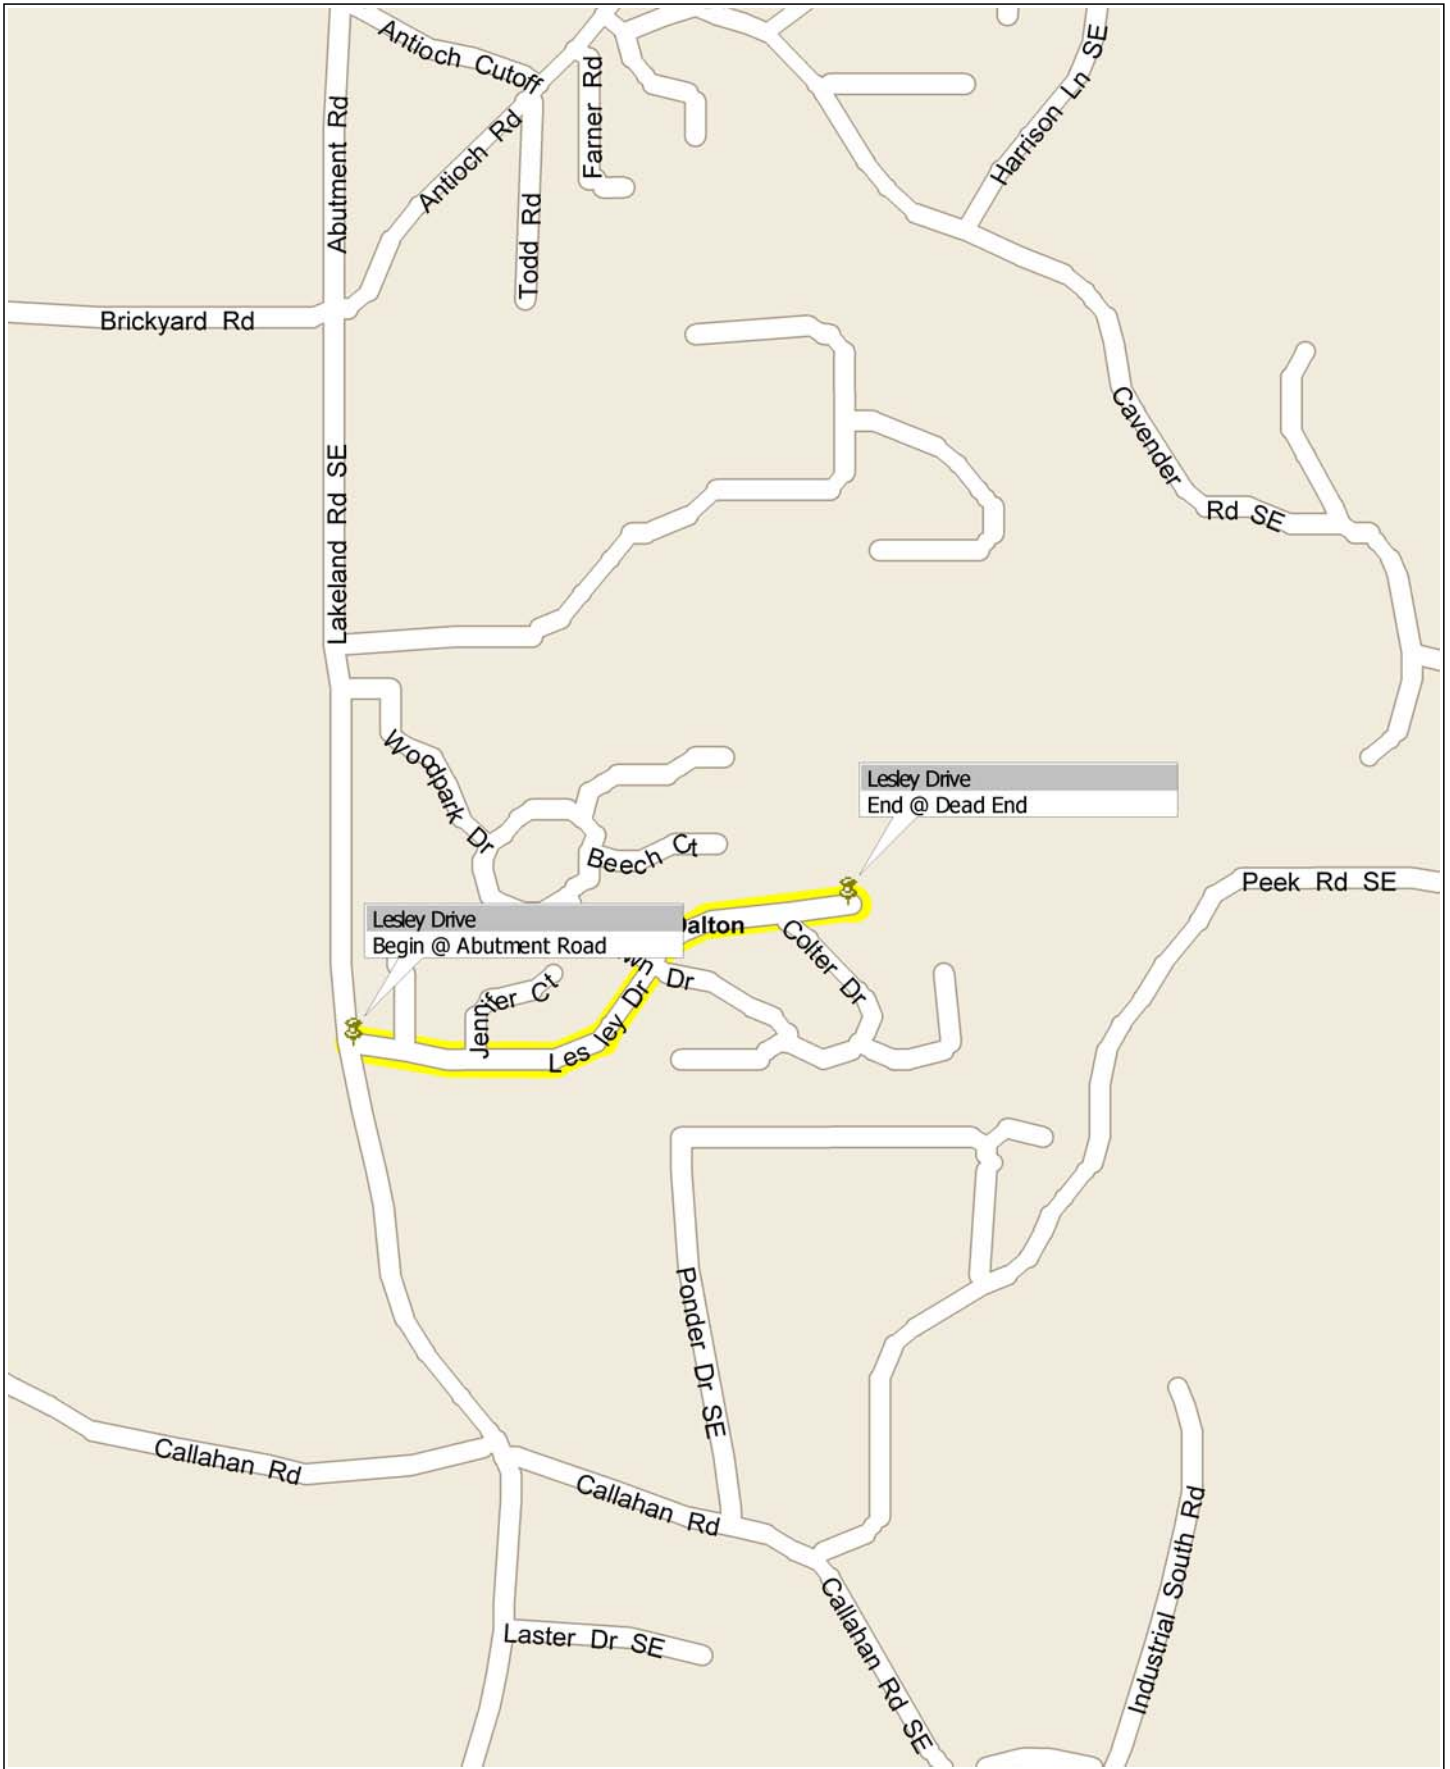 Antioch Cutoff
Abutment Rd
Antioch Rd
Farner Rd
Todd Rd
Harrison Ln SE
Brickyard Rd
Cavender
Rd SE
Lakeland Rd SE
Woodpark Dr
Lesley Drive
End @ Dead End
Beech Ct
Peek Rd SE
Lesley Drive
Begin @ Abutment Road
Colter Dr
Dr
Jennifer Ct
Lesley Dr
Ponder Dr SE
Callahan Rd
Callahan Rd
Callahan Rd SE
Industrial South Rd
Laster Dr SE